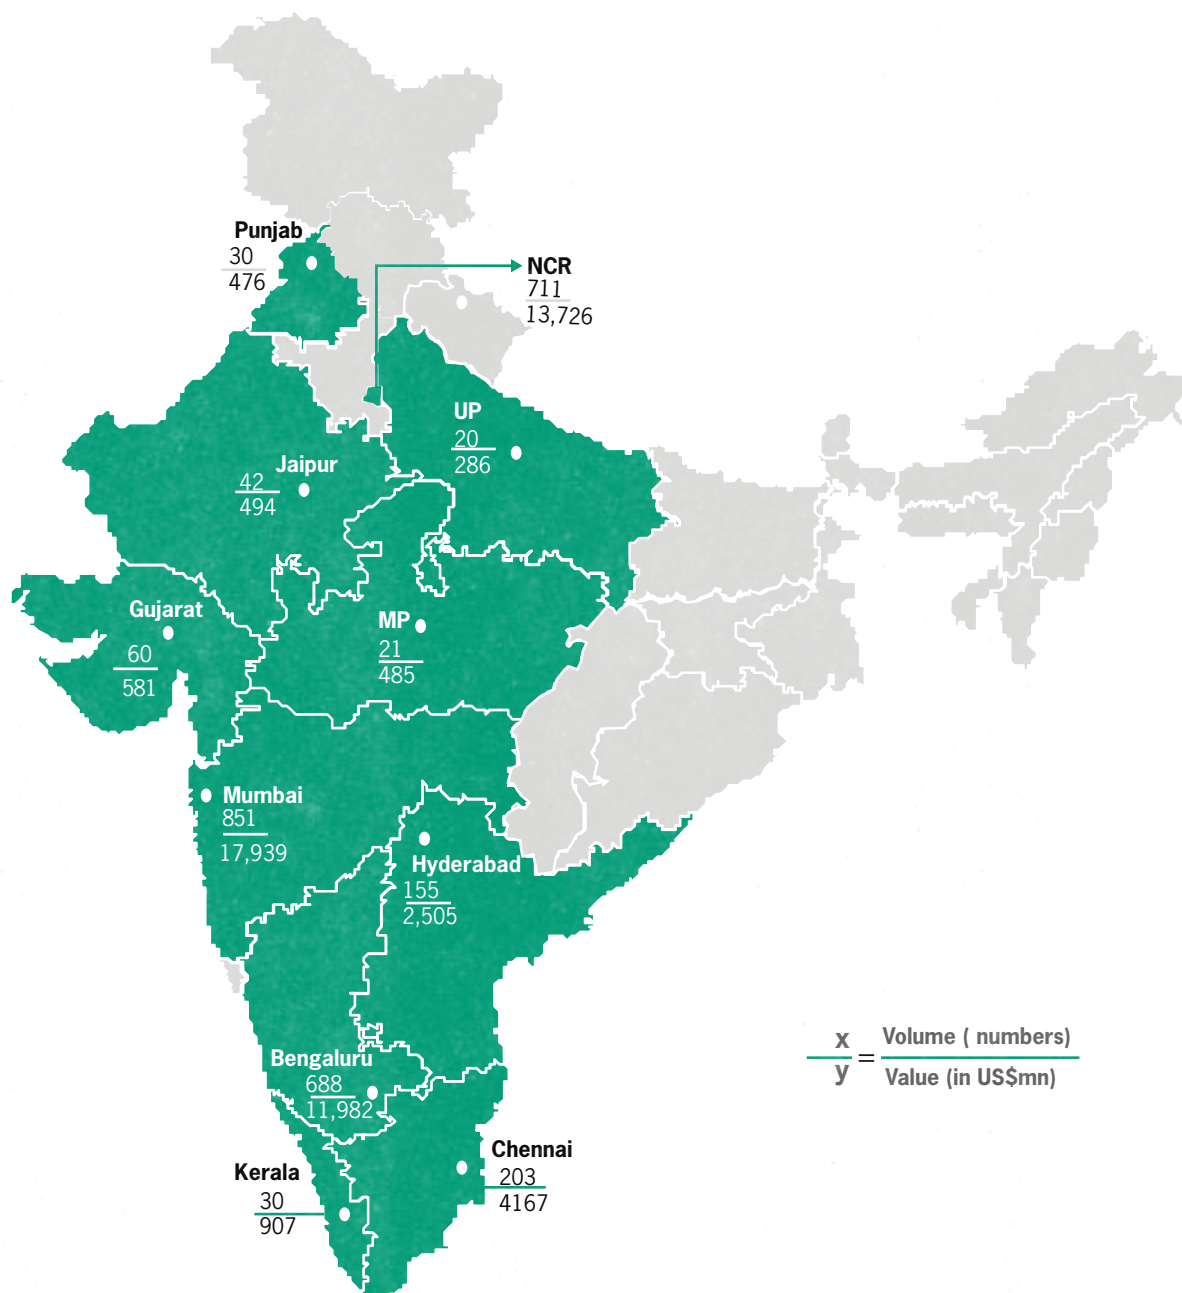 Punjab
30
476
NCR
711
13,726
UP
20
286
Jaipur
42
494
Gujarat
60
581
MP
21
485
Mumbai
851
17,939
Hyderabad
155
2,505
x
y
=
Volume ( numbers)
Value (in US$mn)
Bengaluru
688
11,982
Chennai
203
4167
Kerala
30
907